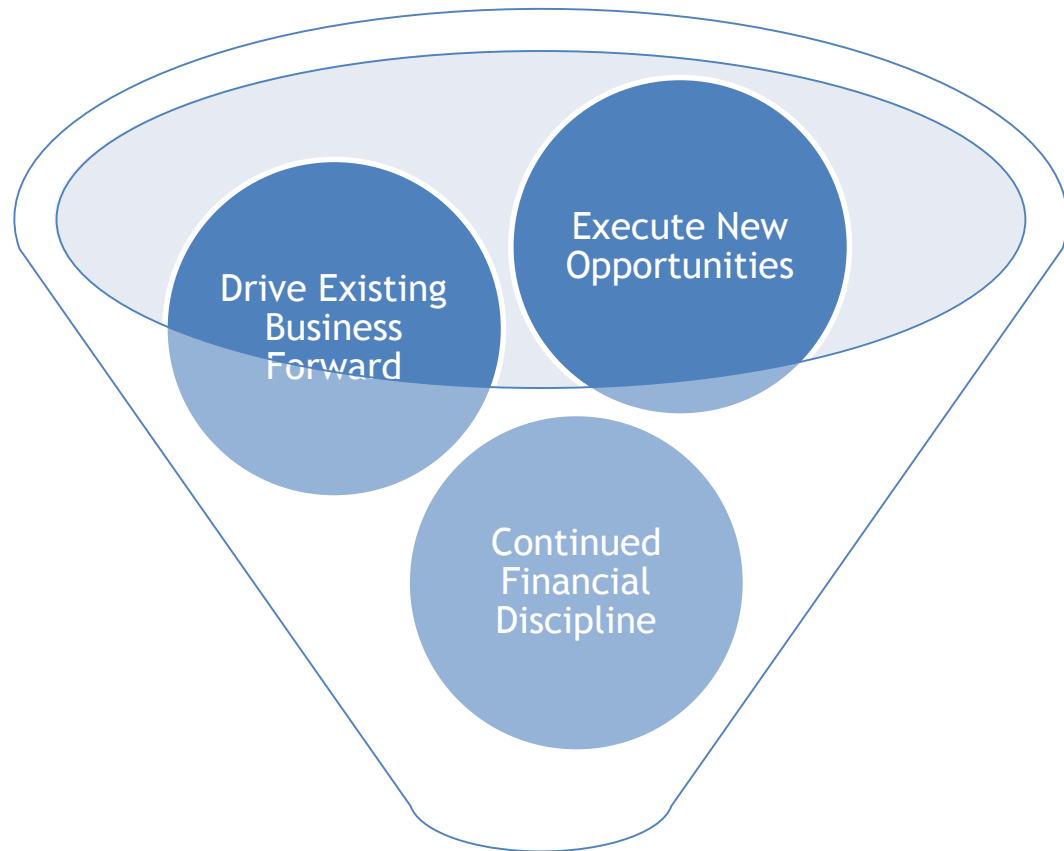 Execute New
Opportunities
Drive Existing
Business
Forward
Continued
Financial
Discipline